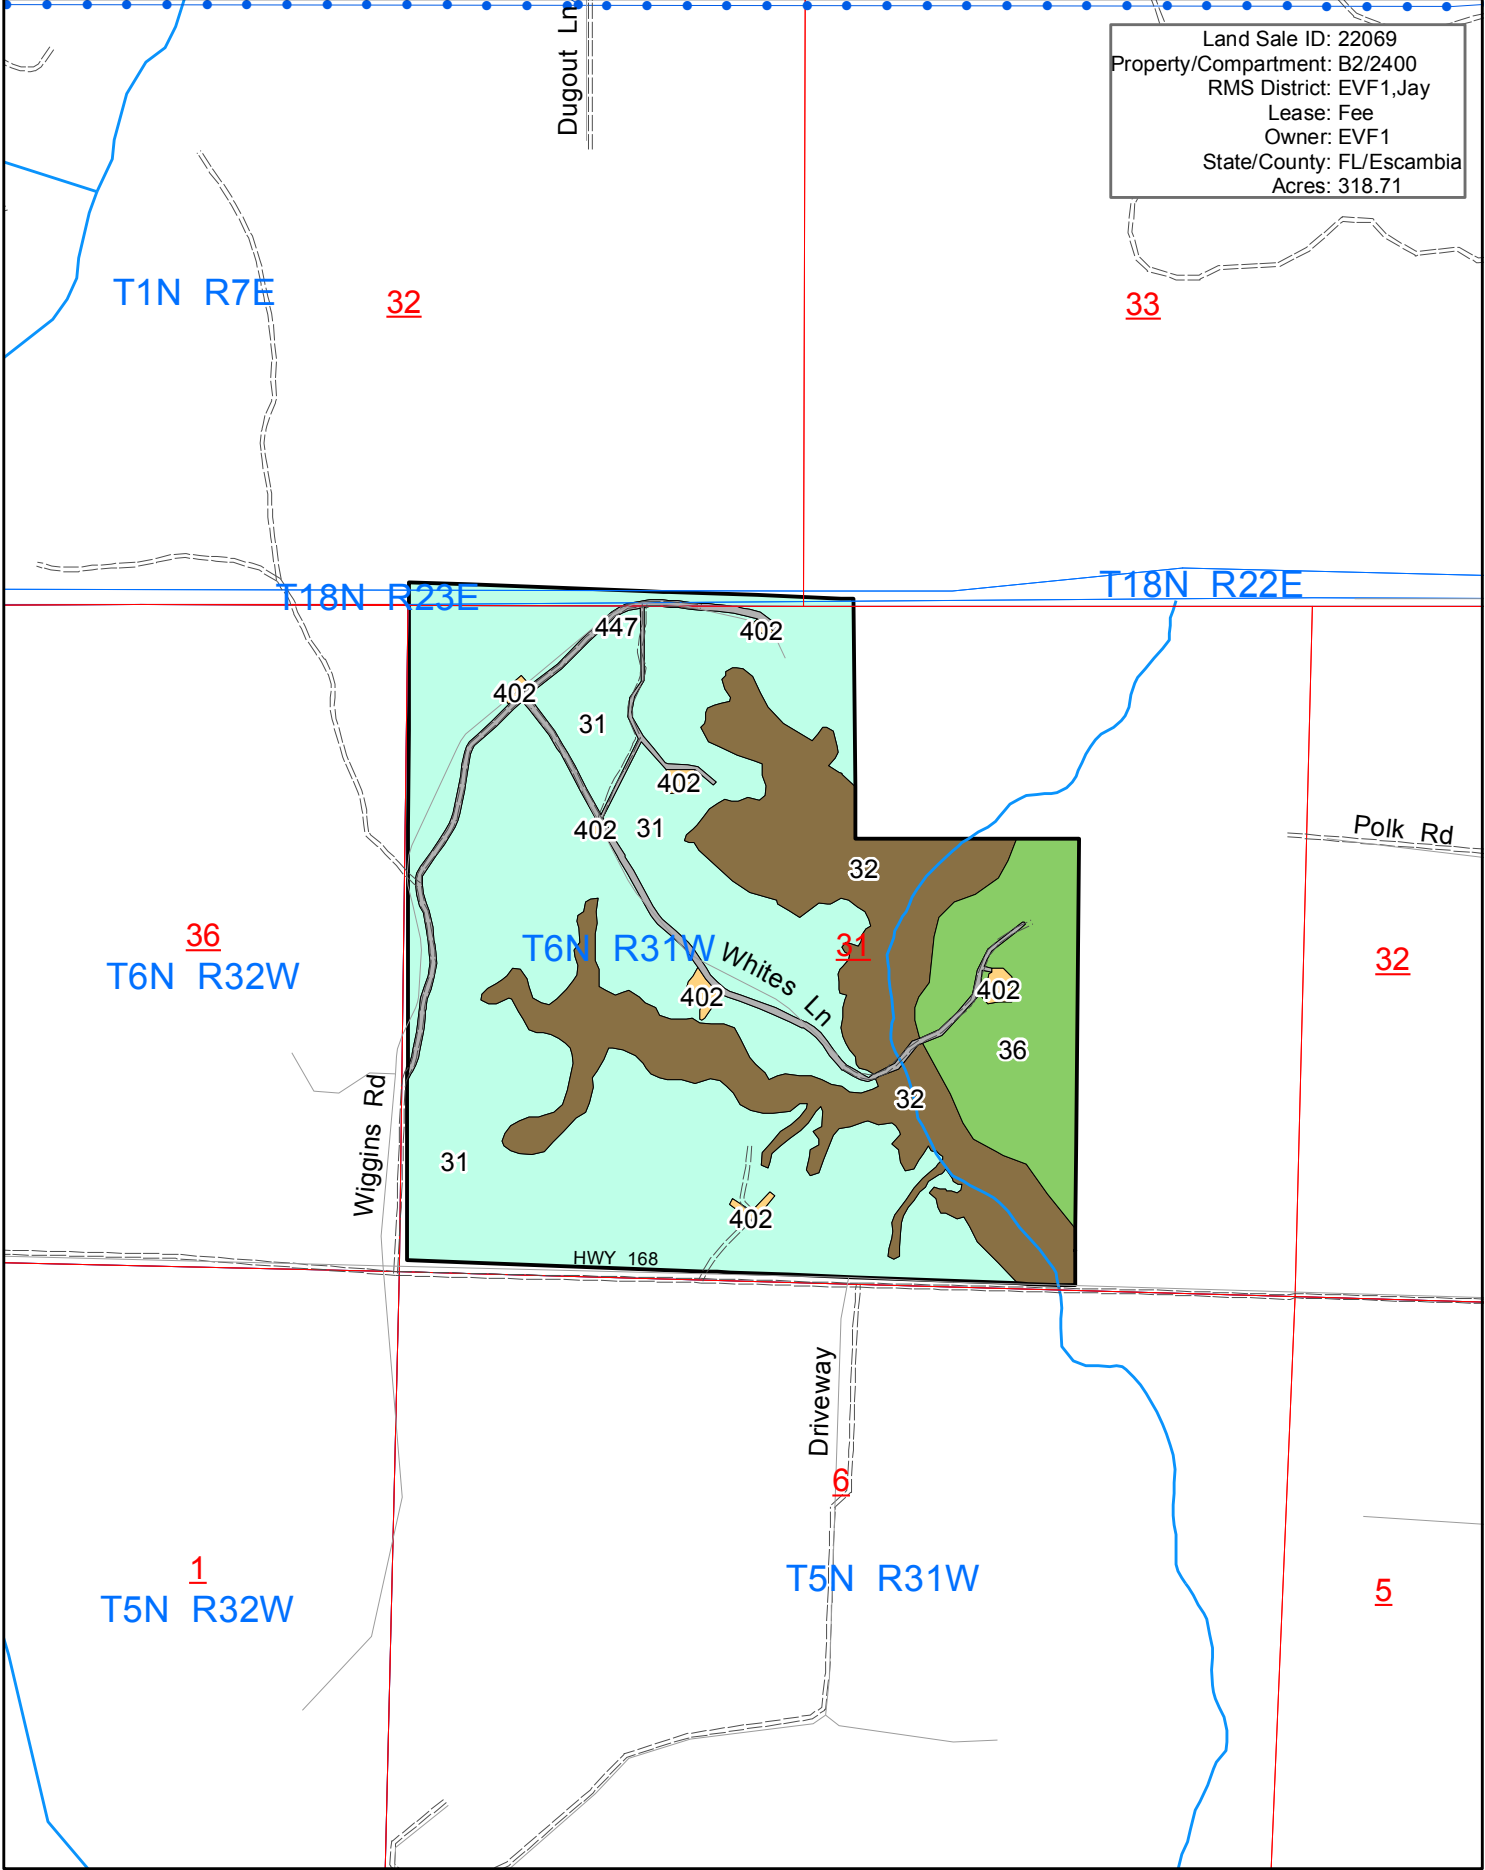 Dugout Ln
Land Sale ID: 22069
Property/Compartment: B2/2400
RMS District: EVF1,Jay
Lease: Fee
Owner: EVF1
State/County: FL/Escambia
Acres: 318.71
T1N R7E
32
33
T18N R23E
T18N R22E
447
402
402
31
402
402
31
Polk Rd
32
36
T6N R32W
T6N R31W
31
32
Whites Ln
402
402
36
Wiggins Rd
32
31
402
HWY 168
Driveway
6
1
T5N R32W
T5N R31W
5